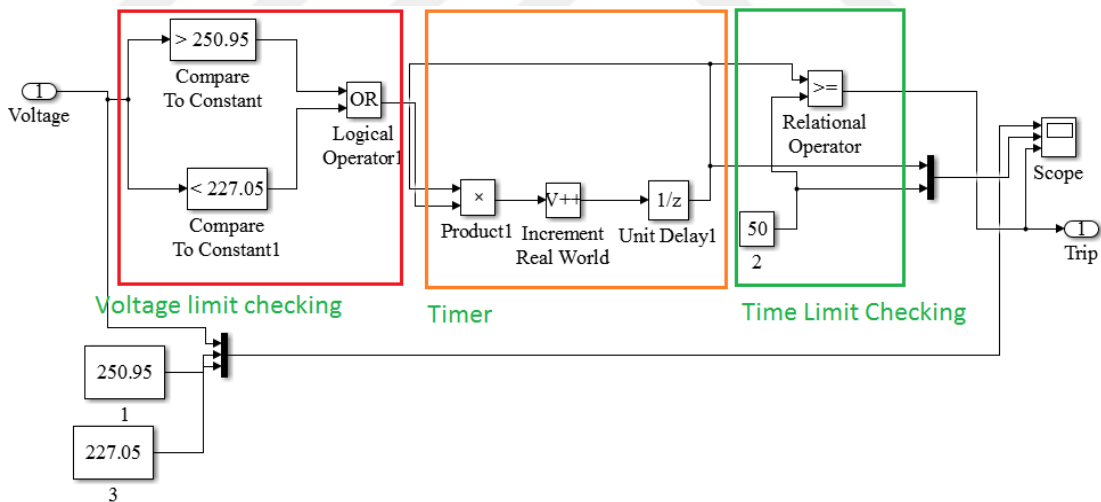 1
Voltage
> 250.95
Compare
To Constant
OR
Logical
Operator1
< 227.05
Compare
To Constant1
Voltage limit checking
×
Product1
V++
Increment
Real World
1/z
Unit Delay1
Timer
>=
Relational
Operator
50
2
Time Limit Checking
Scope
1
Trip
250.95
1
227.05
3